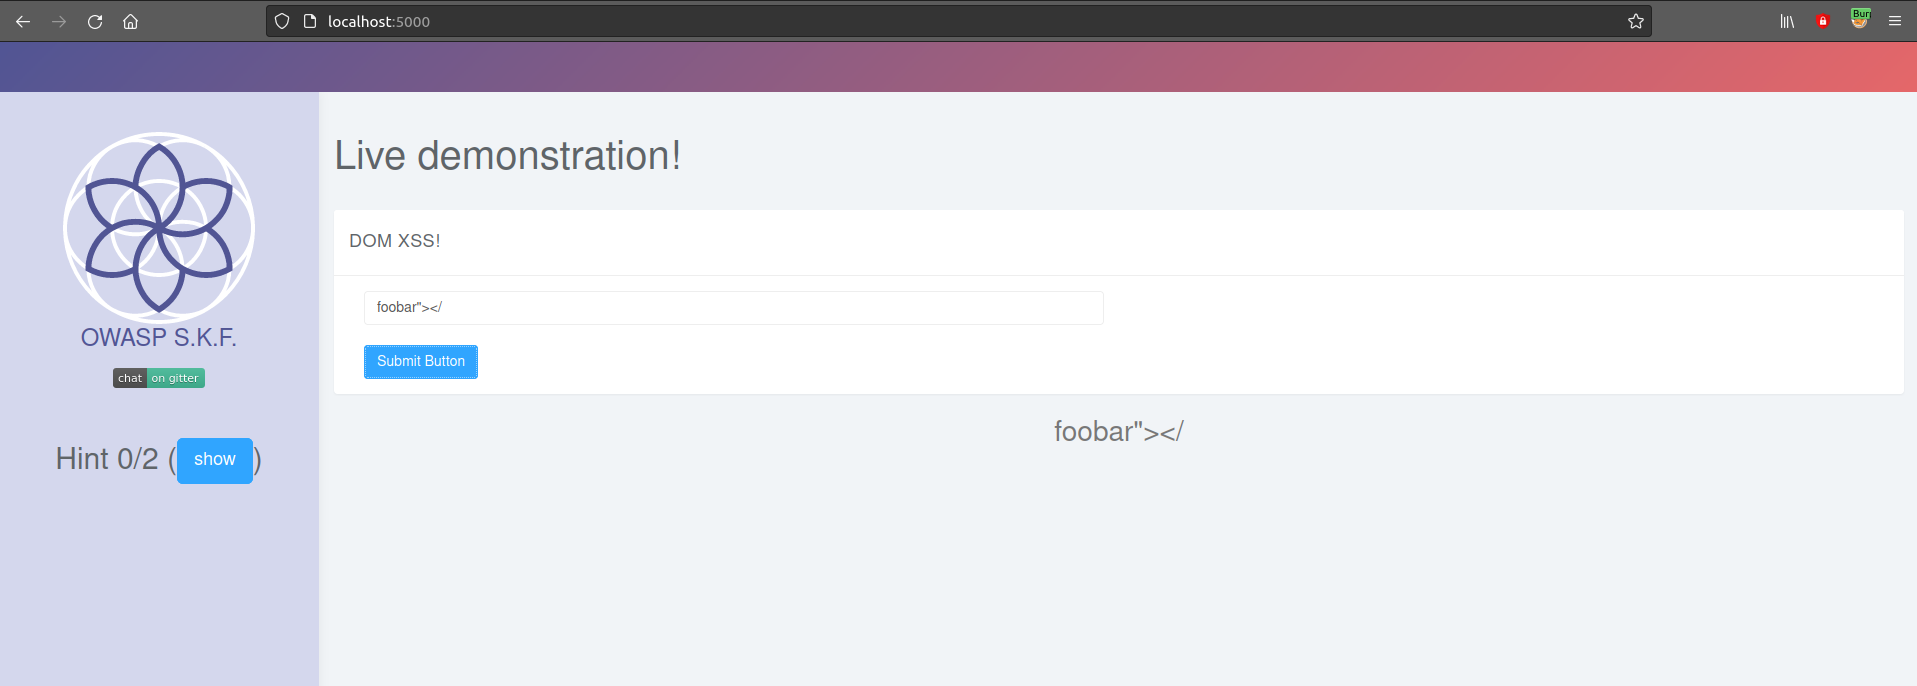 localhost:5000
Bur
Live demonstration!
DOM XSS!
foobar"></
Submit Button
foobar"></
OWASP S.K.F.
chat on gitter
Hint 0/2 (show)